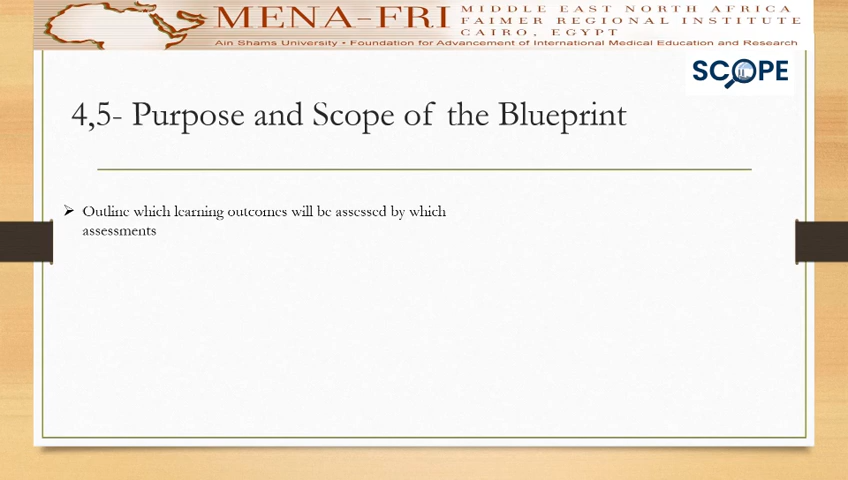 MENA-FRI
MIDDLE EAST NORTH AFRICA
FAIMER REGIONAL INSTITUTE
CAIRO, EGYPT
Ain Shams University • Foundation for Advancement of International Medical Education and Research
SCOPE
4,5- Purpose and Scope of the Blueprint
➢ Outline which learning outcomes will be assessed by which
assessments